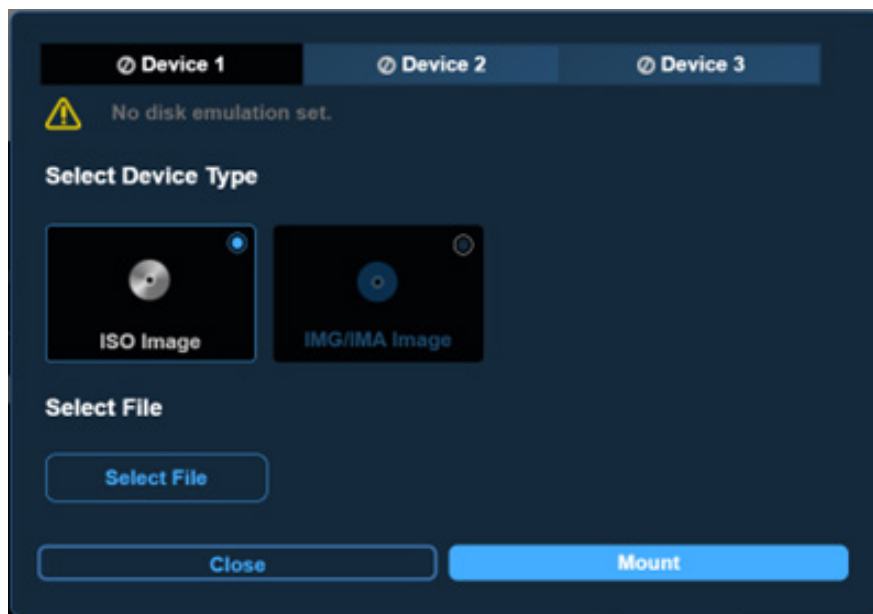 Device 1 Device 2 Device 3
No disk emulation set.
Select Device Type
ISO Image IMG/IMA Image
Select File
Select File
Close Mount